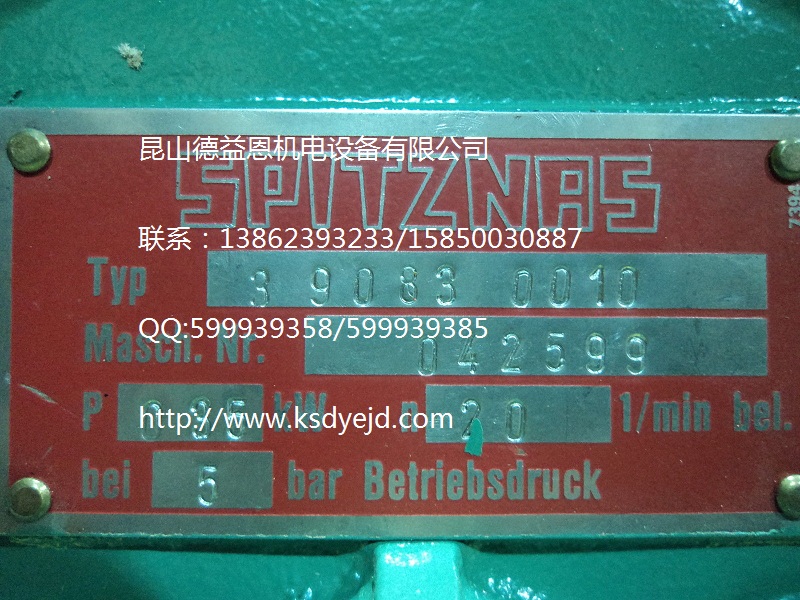 昆山德益恩机电设备有限公司
SPITZNAS
联系：13862393233/15850030887
Typ 3 9083 0010
QQ:599939358/599939385
Masch. Nr. 042599
http://www.ksdyejd.com
P kW n 20 1/min bel.
bei 5 bar Betriebsdruck
7394